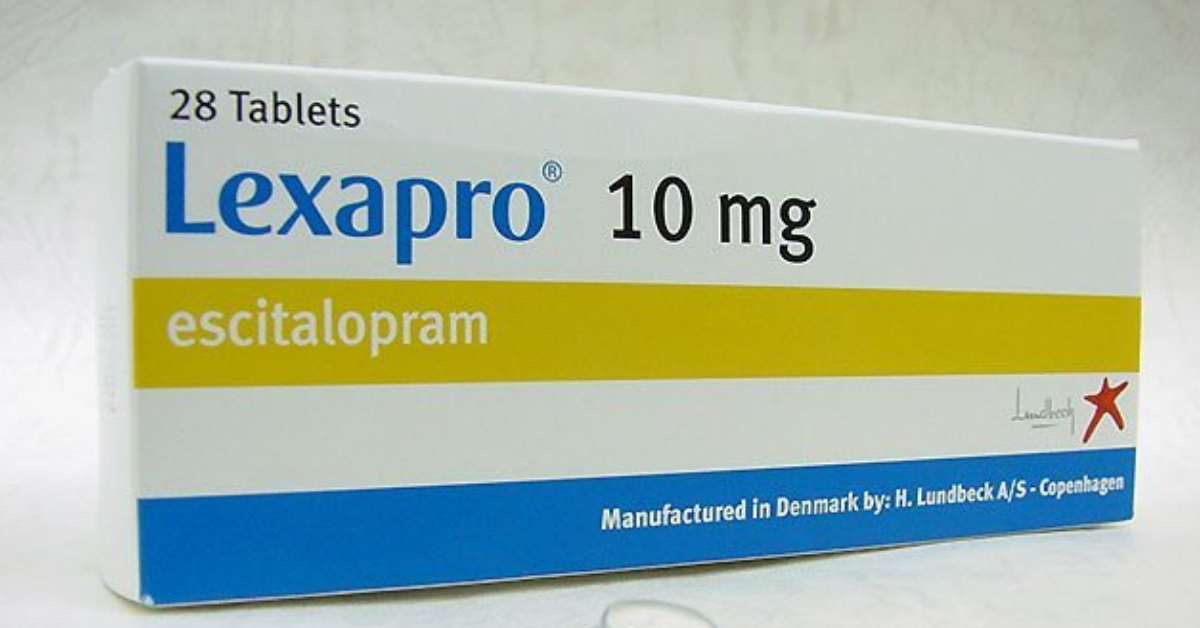 28 Tablets
Lexapro® 10 mg
escitalopram
Lundbeck
Manufactured in Denmark by: H. Lundbeck A/S - Copenhagen